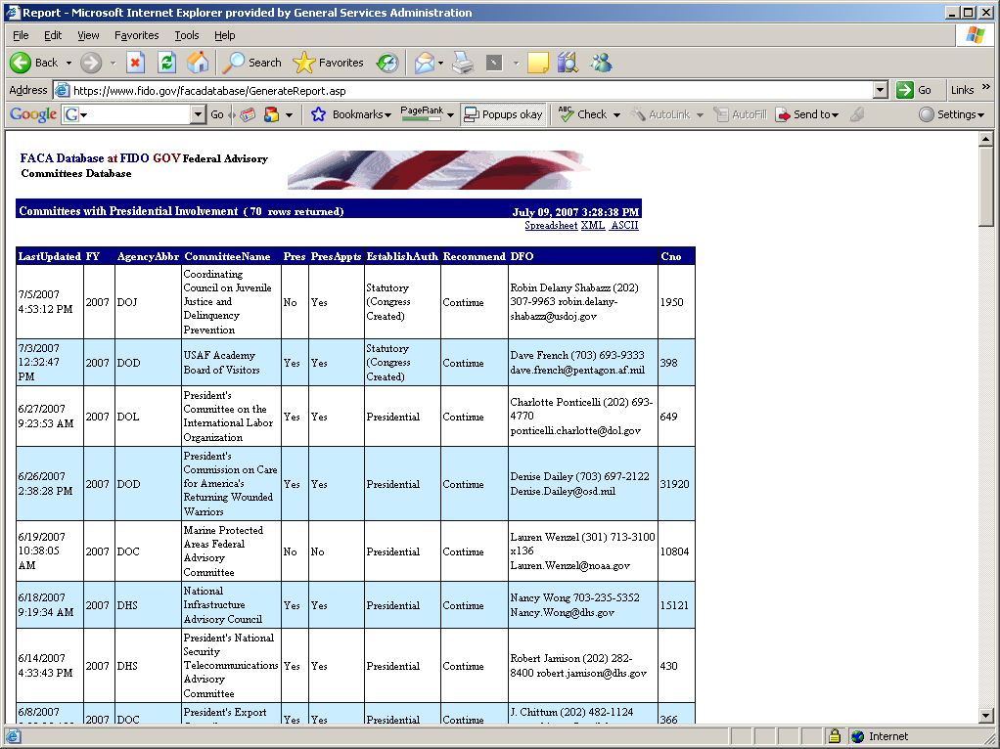 Report - Microsoft Internet Explorer provided by General Services Administration
File Edit View Favorites Tools Help
Back Search Favorites
Address https://www.fido.gov/facadatabase/GenerateReport.asp Go Links »
Google G Go Bookmarks PageRank Popups okay ABC Check AutoLink AutoFill Send to Settings
FACA Database at FIDO GOV Federal Advisory
Committees Database
Committees with Presidential Involvement ( 70 rows returned) July 09, 2007 3:28:38 PM
Spreadsheet XML ASCII
LastUpdated FY AgencyAbbr CommitteeName Pres PresAppts EstablishAuth Recommend DFO Cno
7/5/2007
4:53:12 PM
2007
DOJ
Coordinating
Council on Juvenile
Justice and
Delinquency
Prevention
No
Yes
Statutory
(Congress
Created)
Continue
Robin Delany Shabazz (202)
307-9963 robin.delany-
shabazz@usdoj.gov
1950
7/3/2007
12:32:47
PM
2007
DOD
USAF Academy
Board of Visitors
Yes
Yes
Statutory
(Congress
Created)
Continue
Dave French (703) 693-9333
dave.french@pentagon.af.mil
398
6/27/2007
9:23:53 AM
2007
DOL
President's
Committee on the
International Labor
Organization
Yes
Yes
Presidential
Continue
Charlotte Ponticelli (202) 693-
4770
ponticelli.charlotte@dol.gov
649
6/26/2007
2:38:28 PM
2007
DOD
President's
Commission on Care
for America's
Returning Wounded
Warriors
Yes
Yes
Presidential
Continue
Denise Dailey (703) 697-2122
Denise.Dailey@osd.mil
31920
6/19/2007
10:38:05
AM
2007
DOC
Marine Protected
Areas Federal
Advisory
Committee
No
No
Presidential
Continue
Lauren Wenzel (301) 713-3100
x136
Lauren.Wenzel@noaa.gov
10804
6/18/2007
9:19:34 AM
2007
DHS
National
Infrastructure
Advisory Council
Yes
Yes
Presidential
Continue
Nancy Wong 703-235-5352
Nancy.Wong@dhs.gov
15121
6/14/2007
4:33:43 PM
2007
DHS
President's National
Security
Telecommunications
Advisory
Committee
Yes
Yes
Presidential
Continue
Robert Jamison (202) 282-
8400 robert.jamison@dhs.gov
430
6/8/2007
2007
DOC
President's Export
Yes
Yes
Presidential
Continue
J. Chittum (202) 482-1124
366
Internet